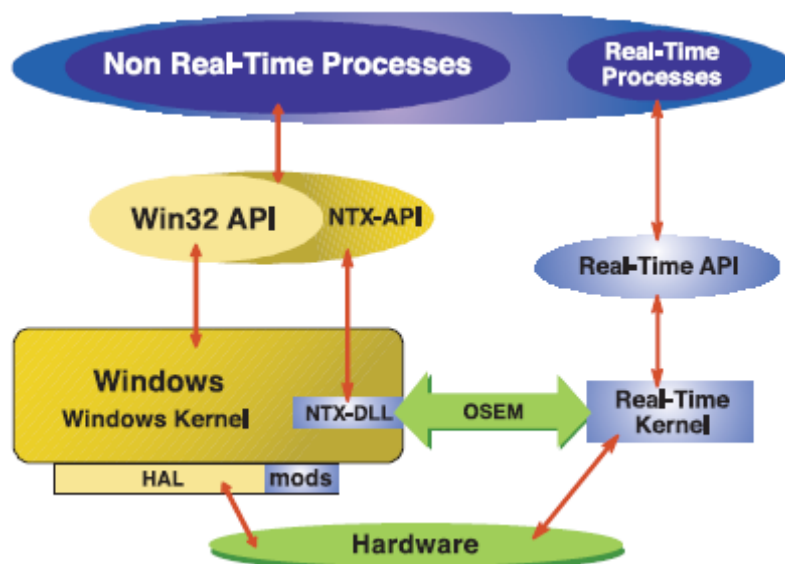 Non Real-Time Processes
Real-Time
Processes
Win32 API
NTX-API
Real-Time API
Windows
Windows Kernel
NTX-DLL
OSEM
Real-Time
Kernel
HAL
mods
Hardware